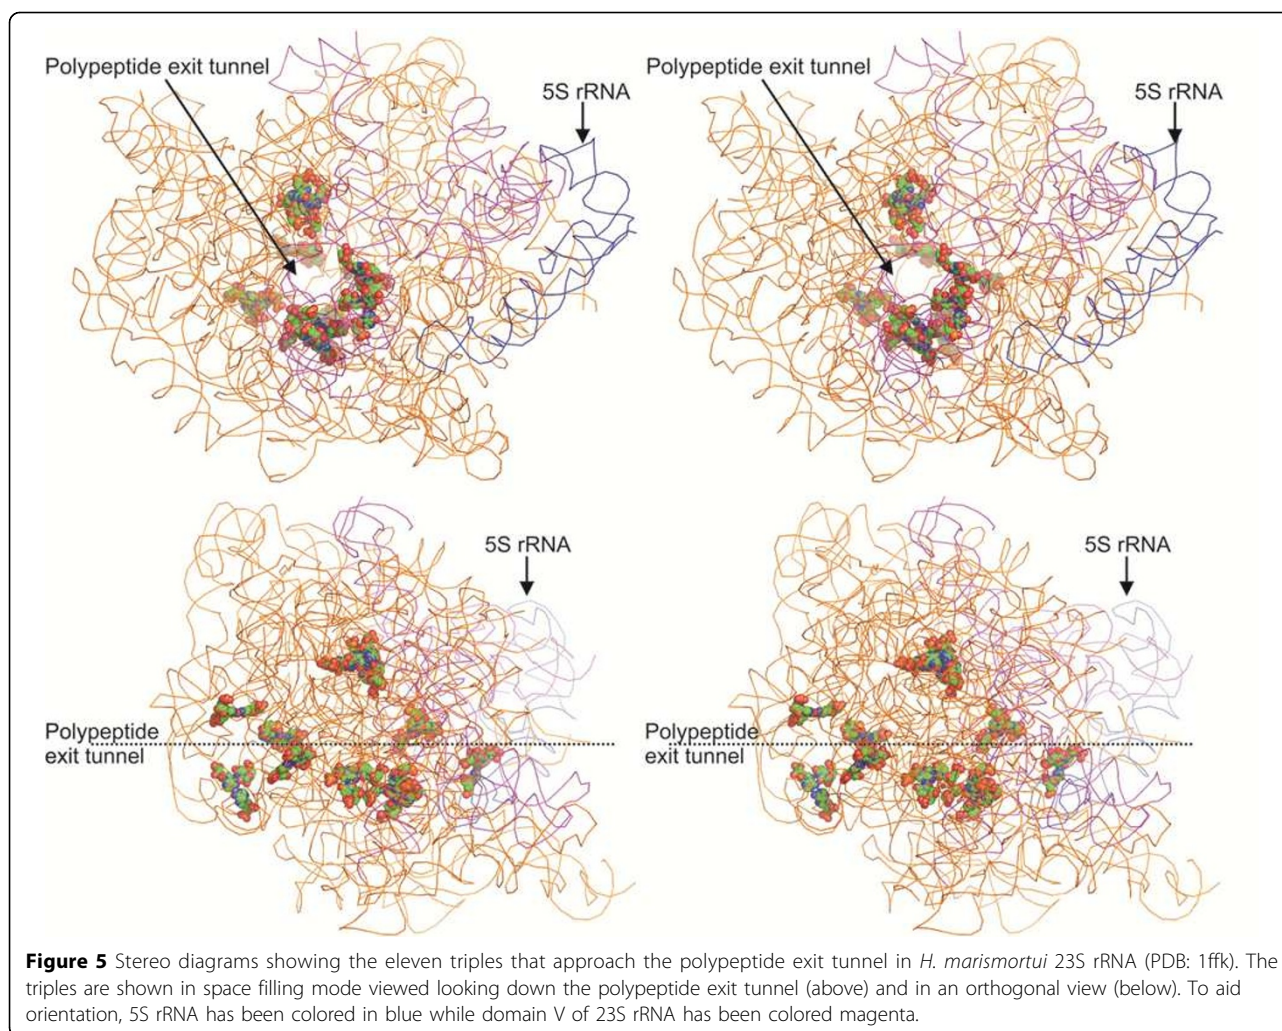 Polypeptide exit tunnel
5S rRNA
Polypeptide exit tunnel
5S rRNA
5S rRNA
Polypeptide
exit tunnel
5S rRNA
Polypeptide
exit tunnel
Figure 5 Stereo diagrams showing the eleven triples that approach the polypeptide exit tunnel in H. marismortui 23S rRNA (PDB: 1ffk). The
triples are shown in space filling mode viewed looking down the polypeptide exit tunnel (above) and in an orthogonal view (below). To aid
orientation, 5S rRNA has been colored in blue while domain V of 23S rRNA has been colored magenta.